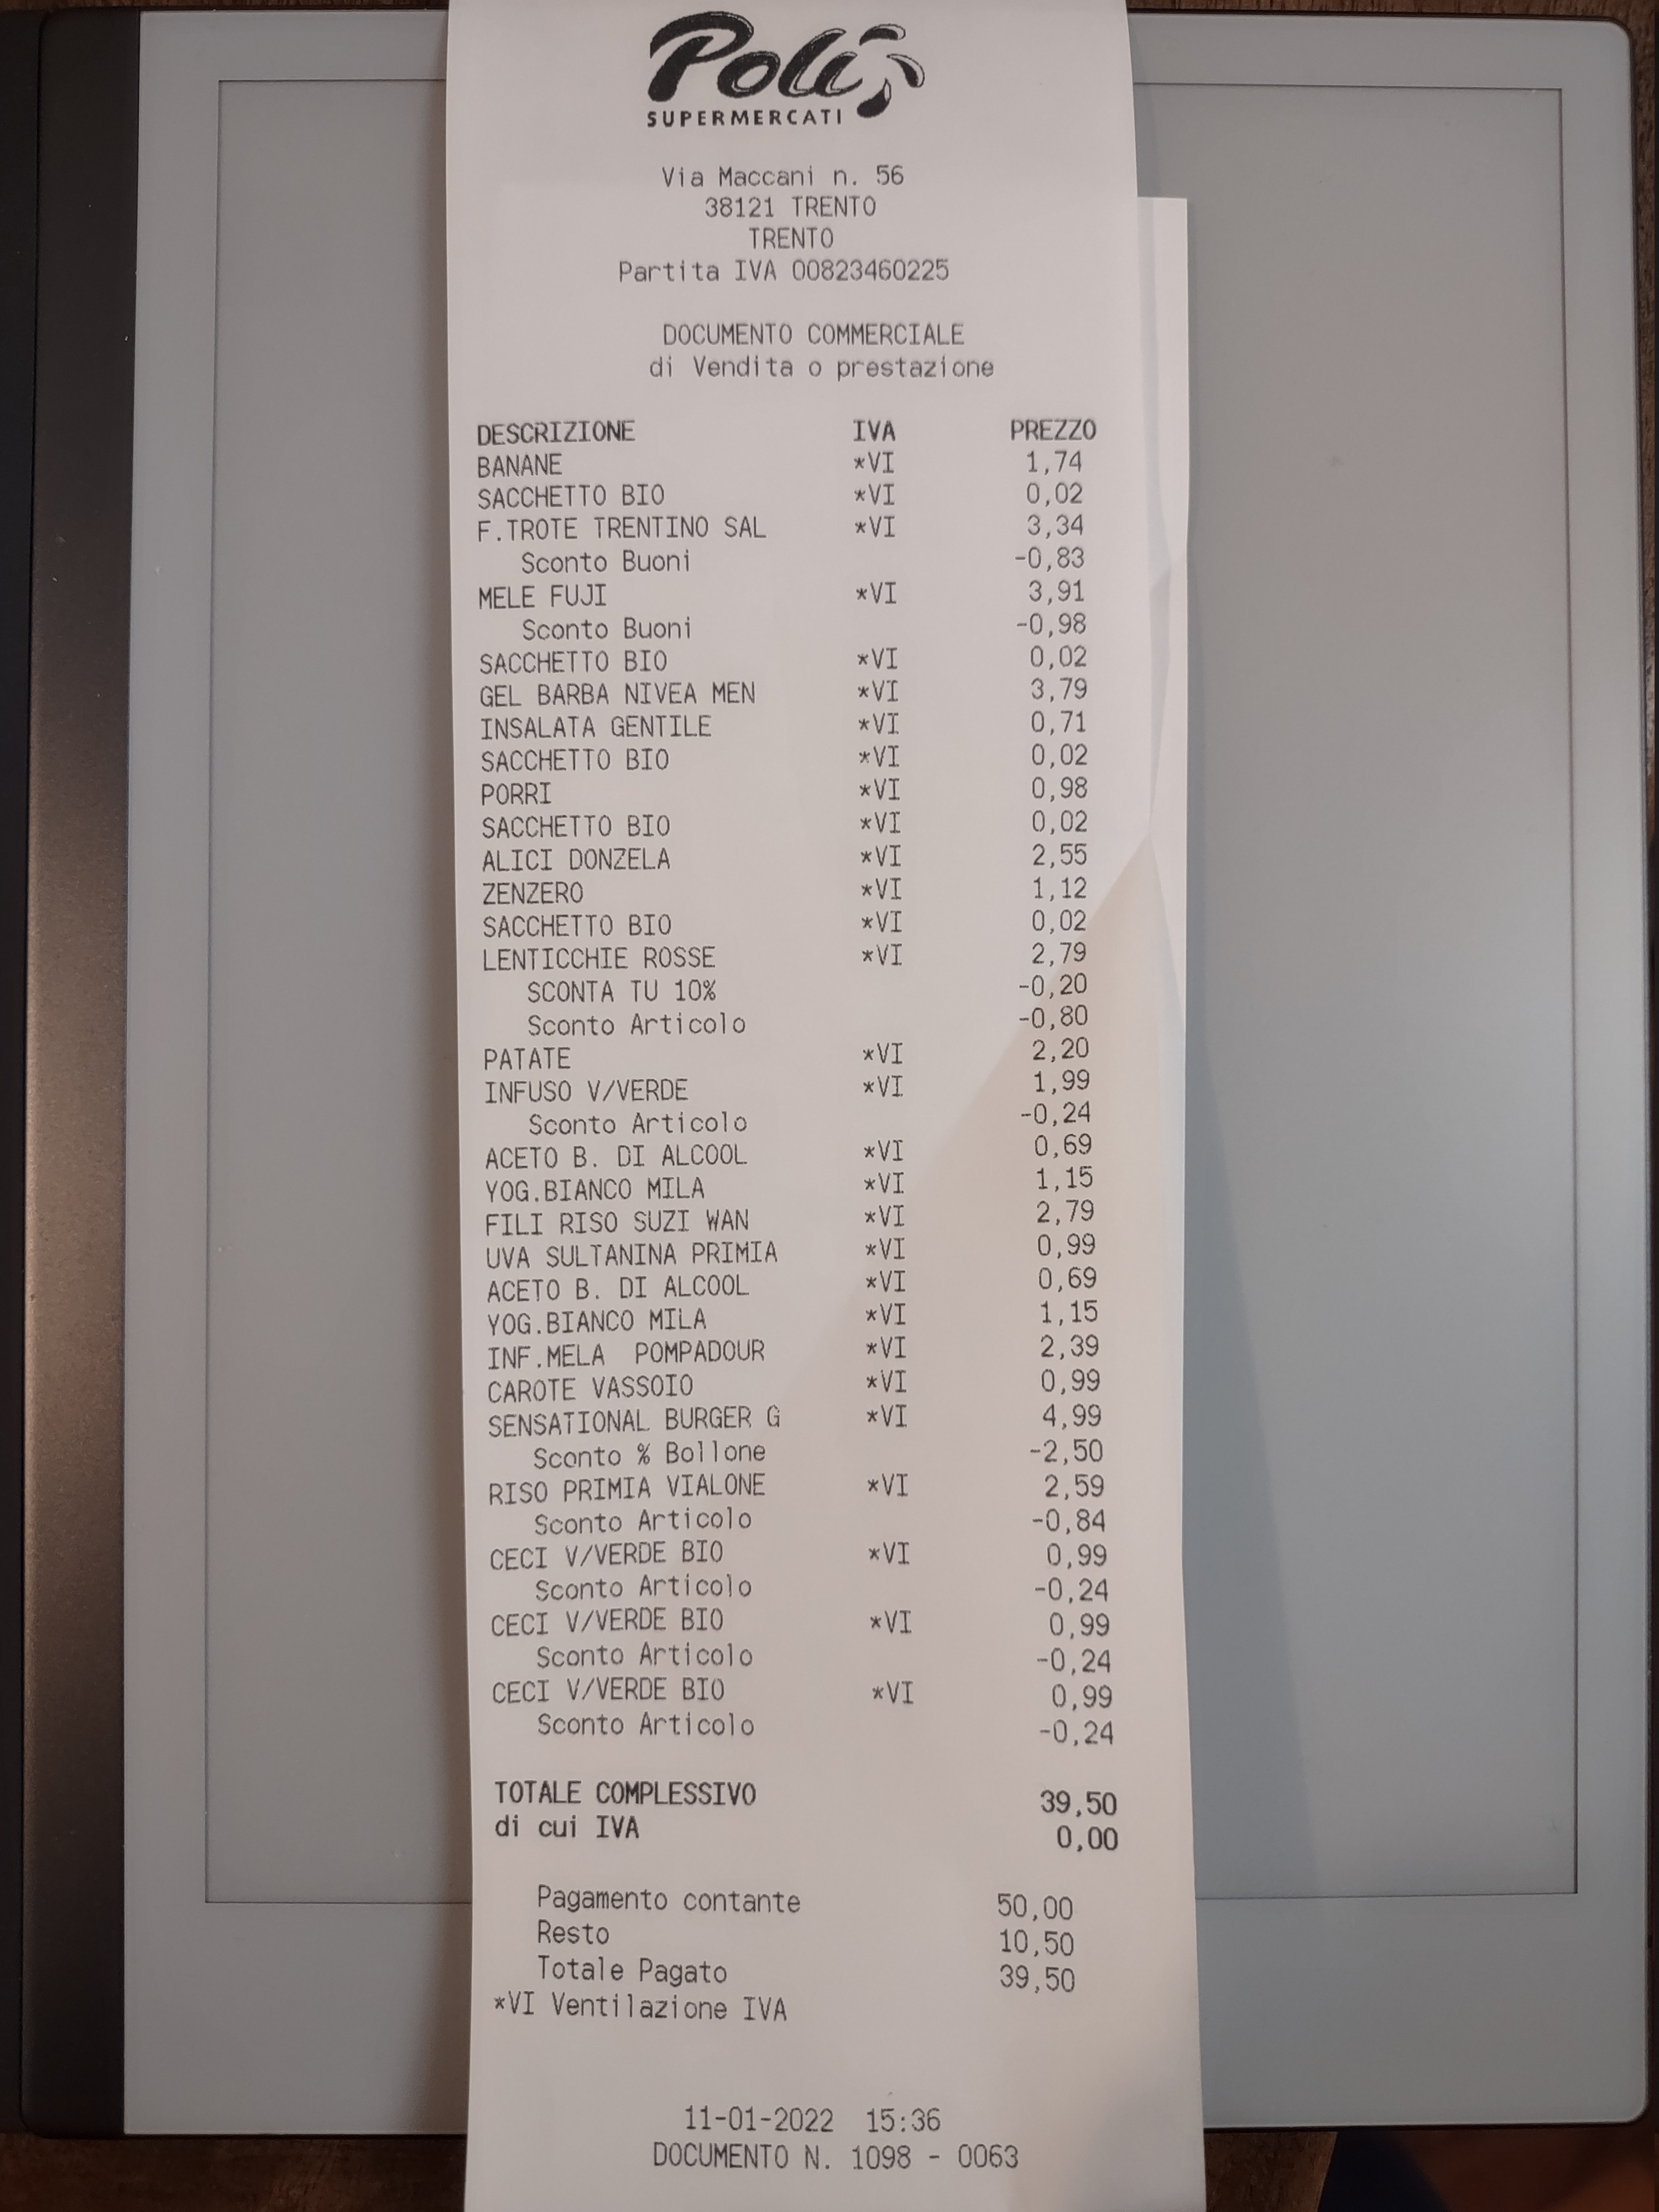 Poli
SUPERMERCATI
Via Maccani n. 56
38121 TRENTO
TRENTO
Partita IVA 00823460225
DOCUMENTO COMMERCIALE
di Vendita o prestazione
DESCRIZIONE IVA PREZZO
BANANE *VI 1,74
SACCHETTO BIO *VI 0,02
F.TROTE TRENTINO SAL *VI 3,34
Sconto Buoni -0,83
MELE FUJI *VI 3,91
Sconto Buoni -0,98
SACCHETTO BIO *VI 0,02
GEL BARBA NIVEA MEN *VI 3,79
INSALATA GENTILE *VI 0,71
SACCHETTO BIO *VI 0,02
PORRI *VI 0,98
SACCHETTO BIO *VI 0,02
ALICI DONZELA *VI 2,55
ZENZERO *VI 1,12
SACCHETTO BIO *VI 0,02
LENTICCHIE ROSSE *VI 2,79
SCONTA TU 10% -0,20
Sconto Articolo -0,80
PATATE *VI 2,20
INFUSO V/VERDE *VI 1,99
Sconto Articolo -0,24
ACETO B. DI ALCOOL *VI 0,69
YOG.BIANCO MILA *VI 1,15
FILI RISO SUZI WAN *VI 2,79
UVA SULTANINA PRIMIA *VI 0,99
ACETO B. DI ALCOOL *VI 0,69
YOG.BIANCO MILA *VI 1,15
INF.MELA POMPADOUR *VI 2,39
CAROTE VASSOIO *VI 0,99
SENSATIONAL BURGER G *VI 4,99
Sconto % Bollone -2,50
RISO PRIMIA VIALONE *VI 2,59
Sconto Articolo -0,84
CECI V/VERDE BIO *VI 0,99
Sconto Articolo -0,24
CECI V/VERDE BIO *VI 0,99
Sconto Articolo -0,24
CECI V/VERDE BIO *VI 0,99
Sconto Articolo -0,24
TOTALE COMPLESSIVO 39,50
di cui IVA 0,00
Pagamento contante 50,00
Resto 10,50
Totale Pagato 39,50
*VI Ventilazione IVA
11-01-2022 15:36
DOCUMENTO N. 1098 - 0063